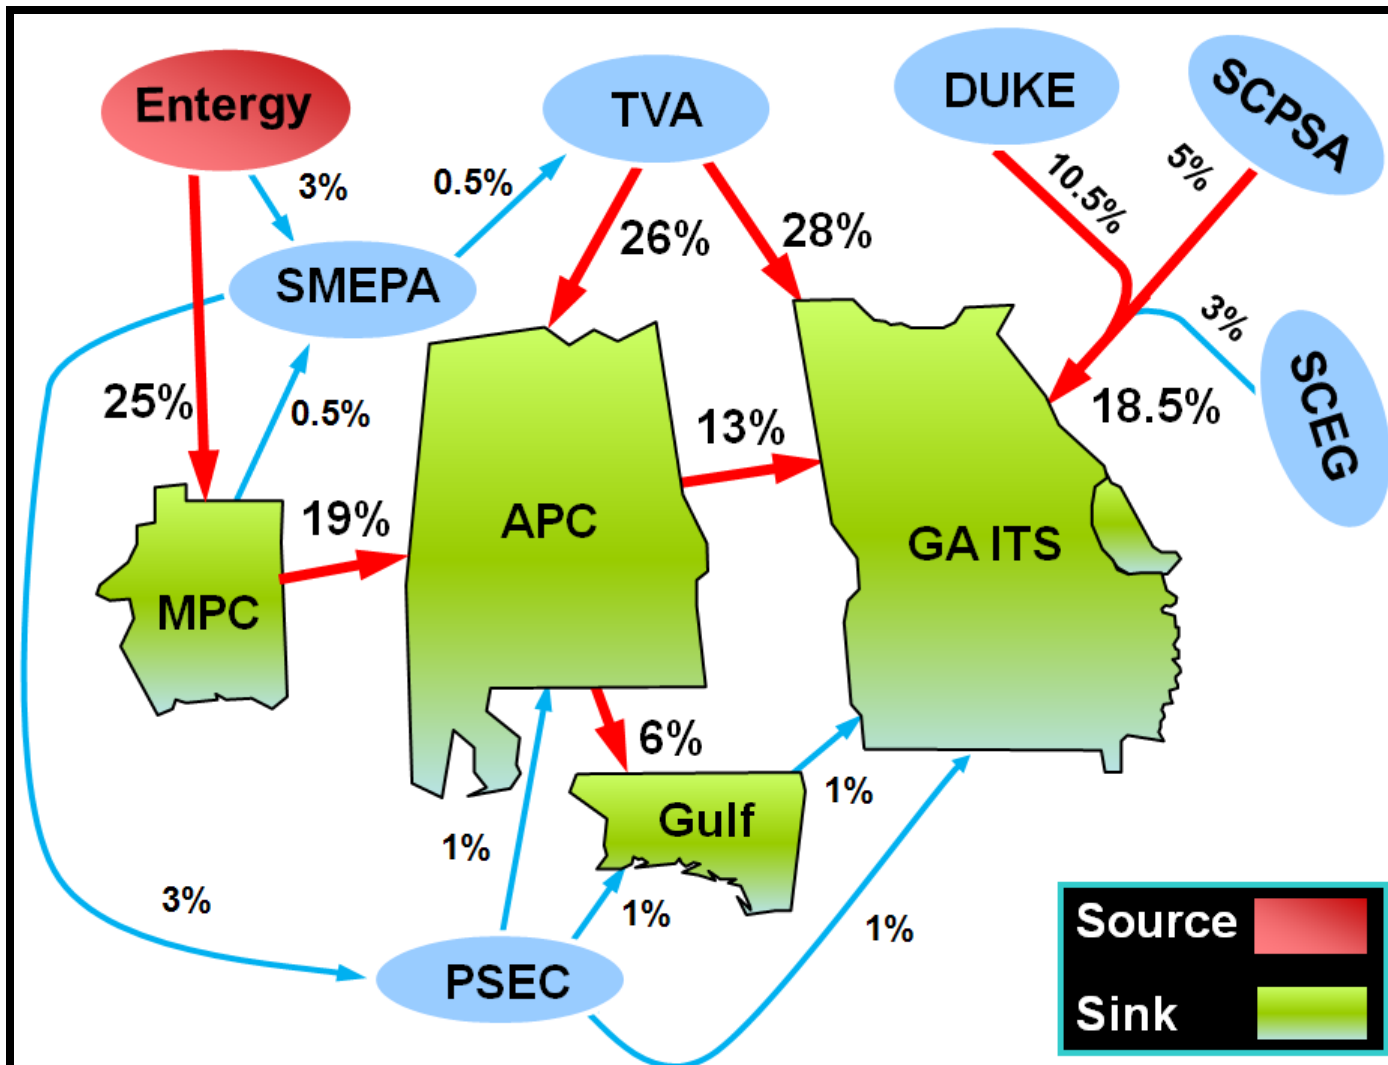 Entergy
TVA
DUKE
SCPSA
3%
0.5%
10.5%
5%
26%
28%
SMEPA
3%
25%
0.5%
18.5%
SCEG
13%
19%
APC
GA ITS
MPC
6%
1%
Gulf
1%
3%
1%
1%
PSEC
Source
Sink